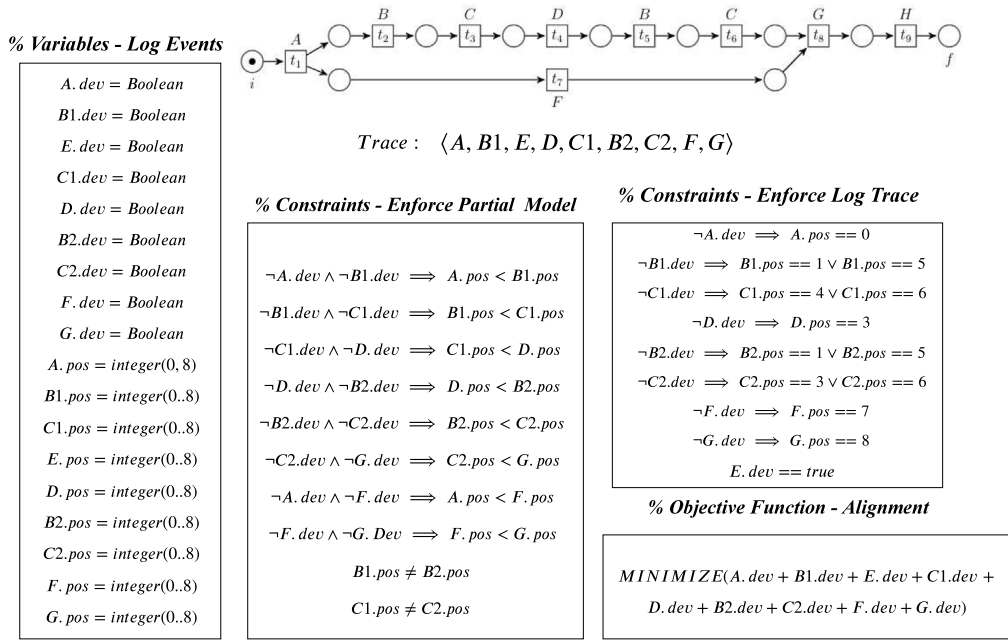 B C D B C G H
% Variables - Log Events
A
t₁ t₂ t₃ t₄ t₅ t₆ t₈ t₉
i f
t₇
F
Trace : ⟨A, B1, E, D, C1, B2, C2, F, G⟩
A.dev = Boolean
B1.dev = Boolean
E.dev = Boolean
C1.dev = Boolean
D.dev = Boolean
B2.dev = Boolean
C2.dev = Boolean
F.dev = Boolean
G.dev = Boolean
A.pos = integer(0, 8)
B1.pos = integer(0..8)
C1.pos = integer(0..8)
E.pos = integer(0..8)
D.pos = integer(0..8)
B2.pos = integer(0..8)
C2.pos = integer(0..8)
F.pos = integer(0..8)
G.pos = integer(0..8)
% Constraints - Enforce Partial Model
¬A.dev ∧ ¬B1.dev ⟹ A.pos < B1.pos
¬B1.dev ∧ ¬C1.dev ⟹ B1.pos < C1.pos
¬C1.dev ∧ ¬D.dev ⟹ C1.pos < D.pos
¬D.dev ∧ ¬B2.dev ⟹ D.pos < B2.pos
¬B2.dev ∧ ¬C2.dev ⟹ B2.pos < C2.pos
¬C2.dev ∧ ¬G.dev ⟹ C2.pos < G.pos
¬A.dev ∧ ¬F.dev ⟹ A.pos < F.pos
¬F.dev ∧ ¬G.Dev ⟹ F.pos < G.pos
B1.pos ≠ B2.pos
C1.pos ≠ C2.pos
% Constraints - Enforce Log Trace
¬A.dev ⟹ A.pos == 0
¬B1.dev ⟹ B1.pos == 1 ∨ B1.pos == 5
¬C1.dev ⟹ C1.pos == 4 ∨ C1.pos == 6
¬D.dev ⟹ D.pos == 3
¬B2.dev ⟹ B2.pos == 1 ∨ B2.pos == 5
¬C2.dev ⟹ C2.pos == 3 ∨ C2.pos == 6
¬F.dev ⟹ F.pos == 7
¬G.dev ⟹ G.pos == 8
E.dev == true
% Objective Function - Alignment
MINIMIZE(A.dev + B1.dev + E.dev + C1.dev +
D.dev + B2.dev + C2.dev + F.dev + G.dev)